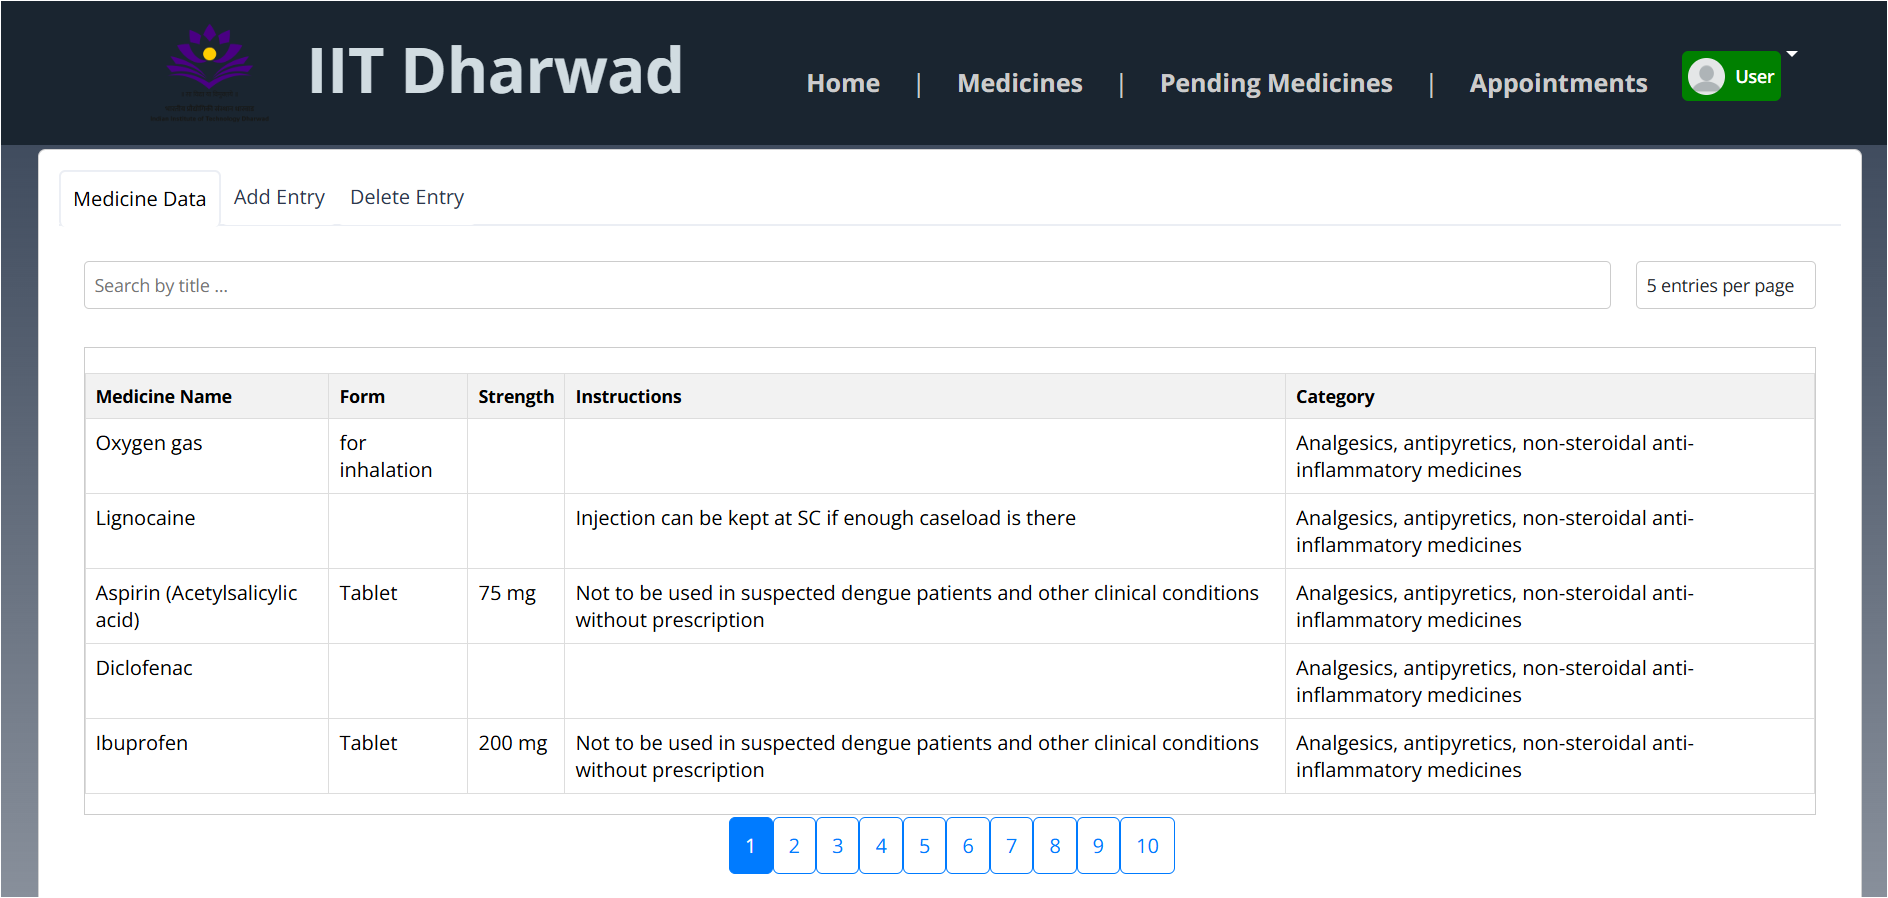 IIT Dharwad
Home | Medicines | Pending Medicines | Appointments
User
Medicine Data Add Entry Delete Entry
Search by title ...
5 entries per page
Medicine Name Form Strength Instructions Category
Oxygen gas
for
inhalation
Analgesics, antipyretics, non-steroidal anti-
inflammatory medicines
Lignocaine
Injection can be kept at SC if enough caseload is there
Analgesics, antipyretics, non-steroidal anti-
inflammatory medicines
Aspirin (Acetylsalicylic
acid)
Tablet
75 mg
Not to be used in suspected dengue patients and other clinical conditions
without prescription
Analgesics, antipyretics, non-steroidal anti-
inflammatory medicines
Diclofenac
Analgesics, antipyretics, non-steroidal anti-
inflammatory medicines
Ibuprofen
Tablet
200 mg
Not to be used in suspected dengue patients and other clinical conditions
without prescription
Analgesics, antipyretics, non-steroidal anti-
inflammatory medicines
1 2 3 4 5 6 7 8 9 10